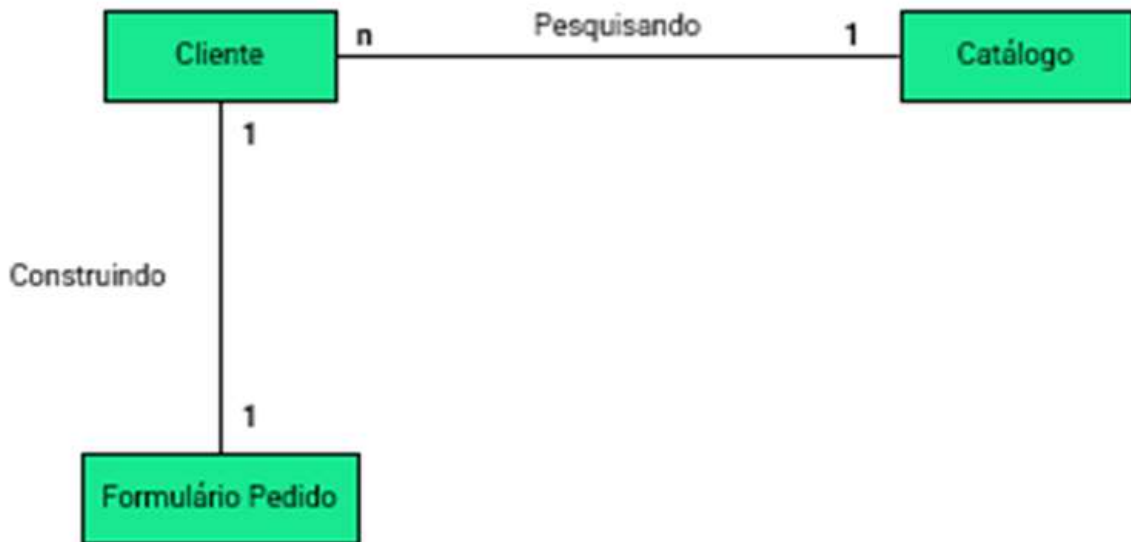 Cliente
n
Pesquisando
1
Catálogo
1
Construindo
1
Formulário Pedido